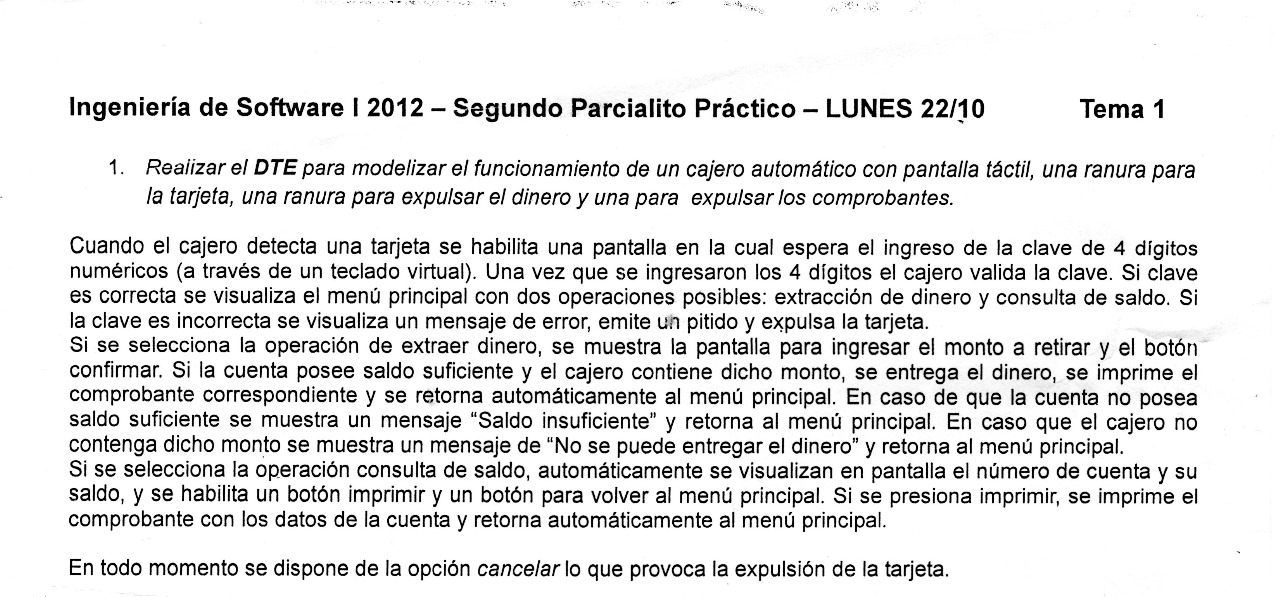 Ingeniería de Software I 2012 – Segundo Parcialito Práctico – LUNES 22/10 Tema 1
1. Realizar el DTE para modelizar el funcionamiento de un cajero automático con pantalla táctil, una ranura para
la tarjeta, una ranura para expulsar el dinero y una para expulsar los comprobantes.
Cuando el cajero detecta una tarjeta se habilita una pantalla en la cual espera el ingreso de la clave de 4 dígitos
numéricos (a través de un teclado virtual). Una vez que se ingresaron los 4 dígitos el cajero valida la clave. Si clave
es correcta se visualiza el menú principal con dos operaciones posibles: extracción de dinero y consulta de saldo. Si
la clave es incorrecta se visualiza un mensaje de error, emite un pitido y expulsa la tarjeta.
Si se selecciona la operación de extraer dinero, se muestra la pantalla para ingresar el monto a retirar y el botón
confirmar. Si la cuenta posee saldo suficiente y el cajero contiene dicho monto, se entrega el dinero, se imprime el
comprobante correspondiente y se retorna automáticamente al menú principal. En caso de que la cuenta no posea
saldo suficiente se muestra un mensaje “Saldo insuficiente” y retorna al menú principal. En caso que el cajero no
contenga dicho monto se muestra un mensaje de “No se puede entregar el dinero” y retorna al menú principal.
Si se selecciona la operación consulta de saldo, automáticamente se visualizan en pantalla el número de cuenta y su
saldo, y se habilita un botón imprimir y un botón para volver al menú principal. Si se presiona imprimir, se imprime el
comprobante con los datos de la cuenta y retorna automáticamente al menú principal.
En todo momento se dispone de la opción cancelar lo que provoca la expulsión de la tarjeta.